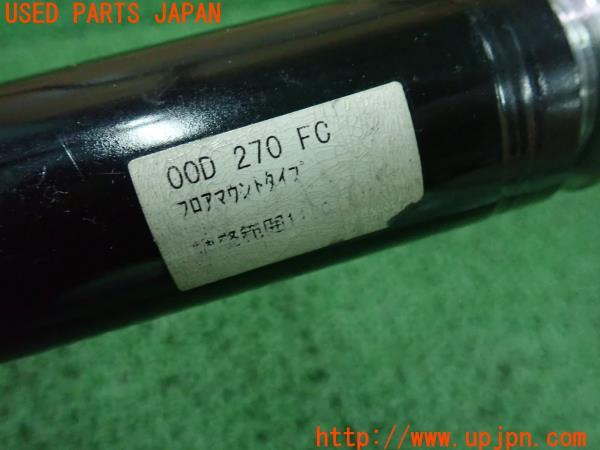 USED PARTS JAPAN
OOD 270 FC
フロアマウントタイプ
http://www.upjpn.com